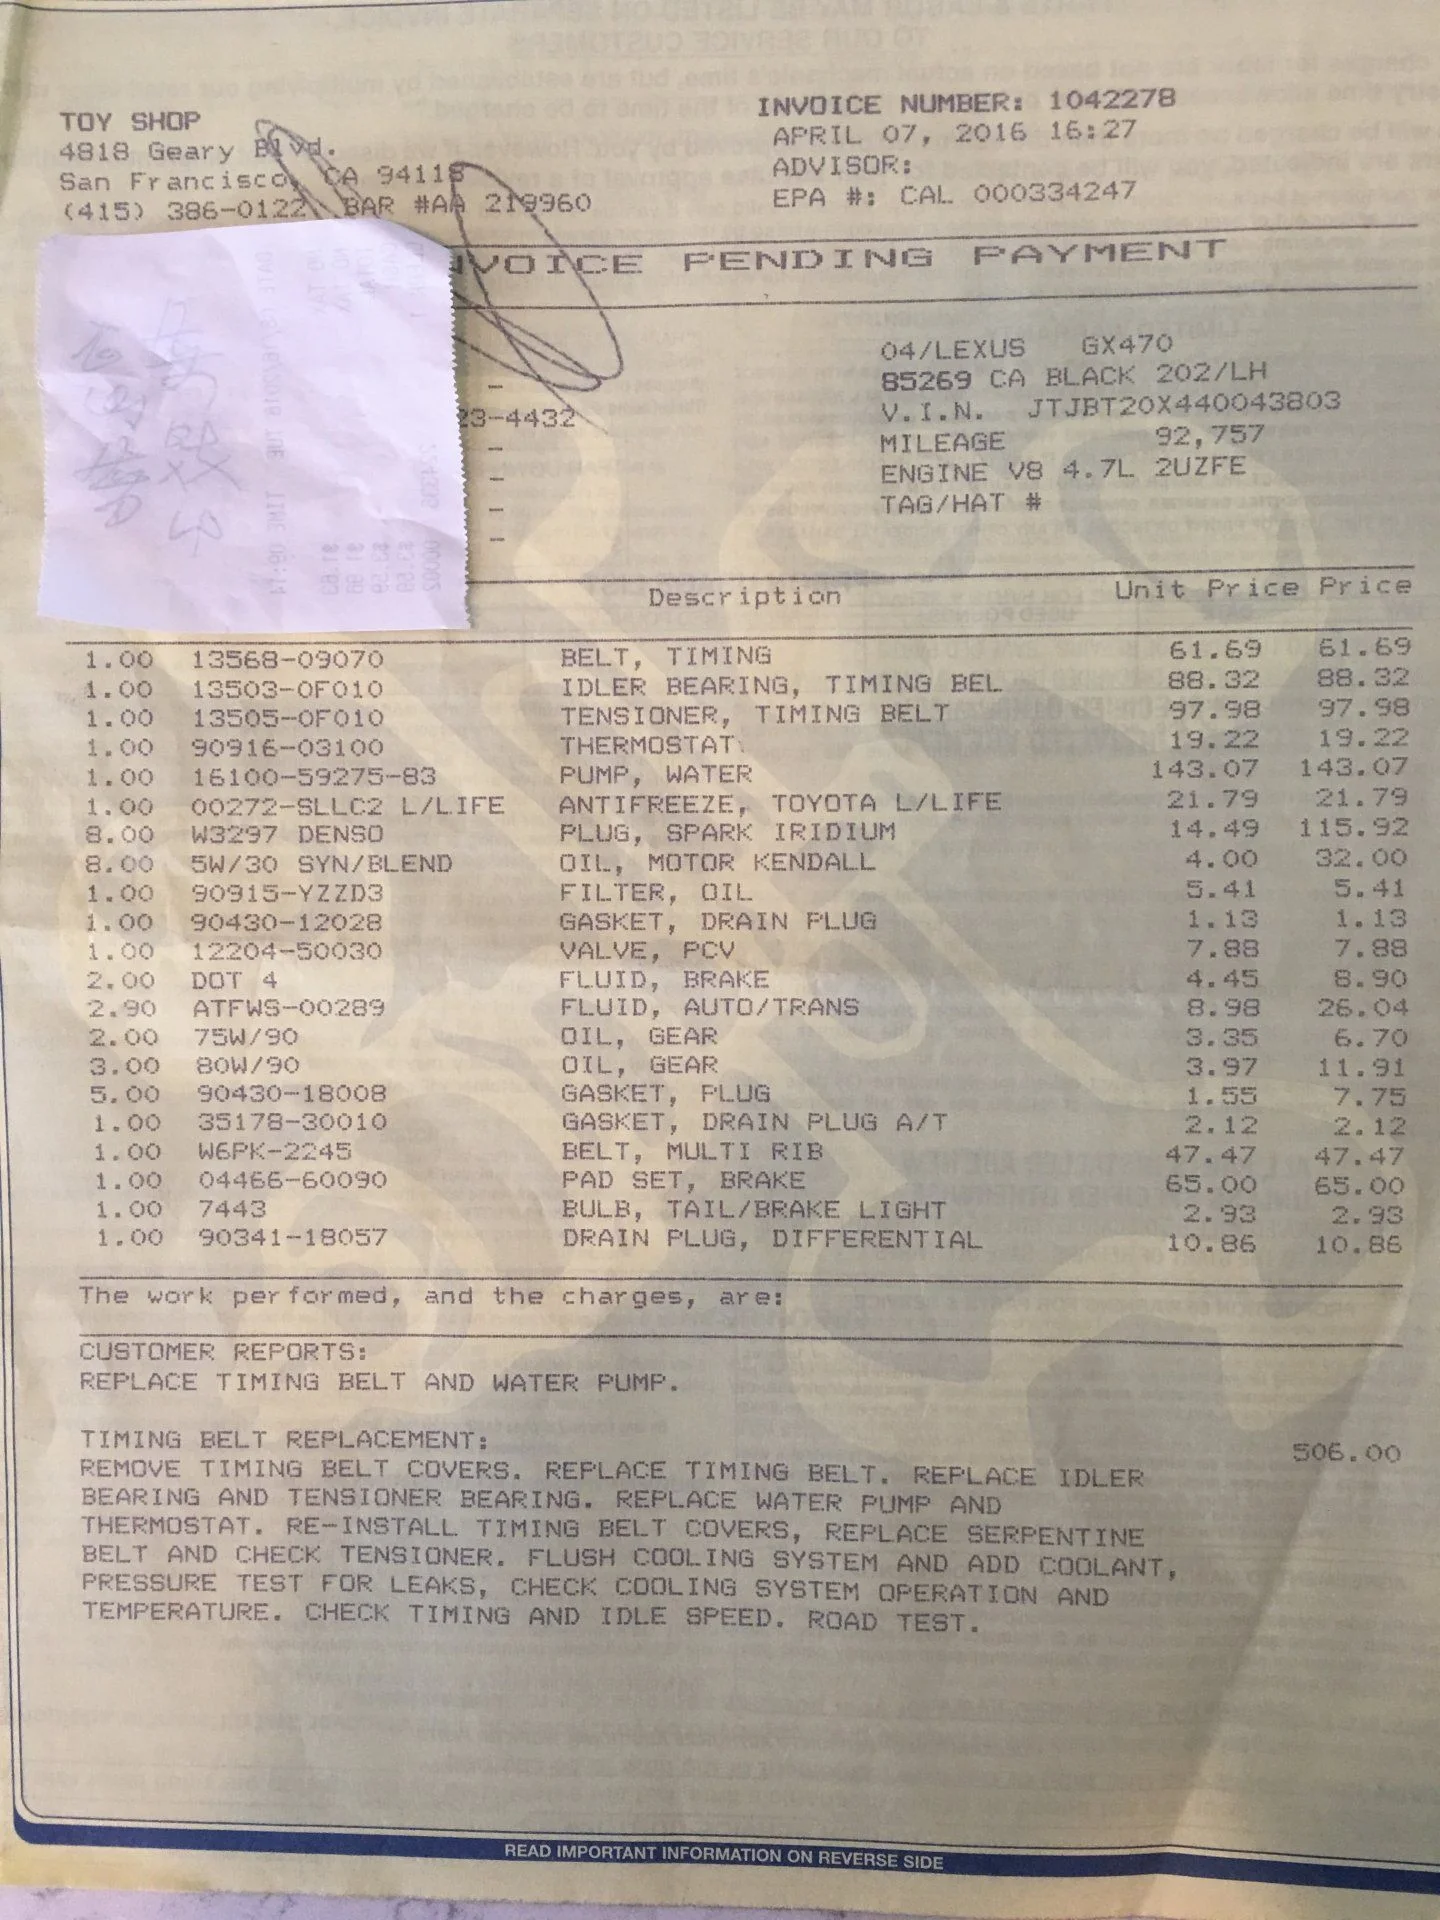 TOY SHOP
4818 Geary Blvd.
San Francisco, CA 94118
(415) 386-0122 BAR #AA 219960
INVOICE NUMBER: 1042278
APRIL 07, 2016 16:27
ADVISOR:
EPA #: CAL 000334247
NVOICE PENDING PAYMENT
23-4432
04/LEXUS GX470
85269 CA BLACK 202/LH
V.I.N. JTJBT20X440043803
MILEAGE 92,757
ENGINE V8 4.7L 2UZFE
TAG/HAT #
Description Unit Price Price
1.00 13568-09070 BELT, TIMING 61.69 61.69
1.00 13503-0F010 IDLER BEARING, TIMING BEL 88.32 88.32
1.00 13505-0F010 TENSIONER, TIMING BELT 97.98 97.98
1.00 90916-03100 THERMOSTAT 19.22 19.22
1.00 16100-59275-83 PUMP, WATER 143.07 143.07
1.00 00272-SLLC2 L/LIFE ANTIFREEZE, TOYOTA L/LIFE 21.79 21.79
8.00 W3297 DENSO PLUG, SPARK IRIDIUM 14.49 115.92
8.00 5W/30 SYN/BLEND OIL, MOTOR KENDALL 4.00 32.00
1.00 90915-YZZD3 FILTER, OIL 5.41 5.41
1.00 90430-12028 GASKET, DRAIN PLUG 1.13 1.13
1.00 12204-50030 VALVE, PCV 7.88 7.88
2.00 DOT 4 FLUID, BRAKE 4.45 8.90
2.90 ATFWS-00289 FLUID, AUTO/TRANS 8.98 26.04
2.00 75W/90 OIL, GEAR 3.35 6.70
3.00 80W/90 OIL, GEAR 3.97 11.91
5.00 90430-18008 GASKET, PLUG 1.55 7.75
1.00 35178-30010 GASKET, DRAIN PLUG A/T 2.12 2.12
1.00 W6PK-2245 BELT, MULTI RIB 47.47 47.47
1.00 04466-60090 PAD SET, BRAKE 65.00 65.00
1.00 7443 BULB, TAIL/BRAKE LIGHT 2.93 2.93
1.00 90341-18057 DRAIN PLUG, DIFFERENTIAL 10.86 10.86
The work performed, and the charges, are:
CUSTOMER REPORTS:
REPLACE TIMING BELT AND WATER PUMP.
TIMING BELT REPLACEMENT: 506.00
REMOVE TIMING BELT COVERS. REPLACE TIMING BELT. REPLACE IDLER
BEARING AND TENSIONER BEARING. REPLACE WATER PUMP AND
THERMOSTAT. RE-INSTALL TIMING BELT COVERS, REPLACE SERPENTINE
BELT AND CHECK TENSIONER. FLUSH COOLING SYSTEM AND ADD COOLANT,
PRESSURE TEST FOR LEAKS, CHECK COOLING SYSTEM OPERATION AND
TEMPERATURE. CHECK TIMING AND IDLE SPEED. ROAD TEST.
READ IMPORTANT INFORMATION ON REVERSE SIDE